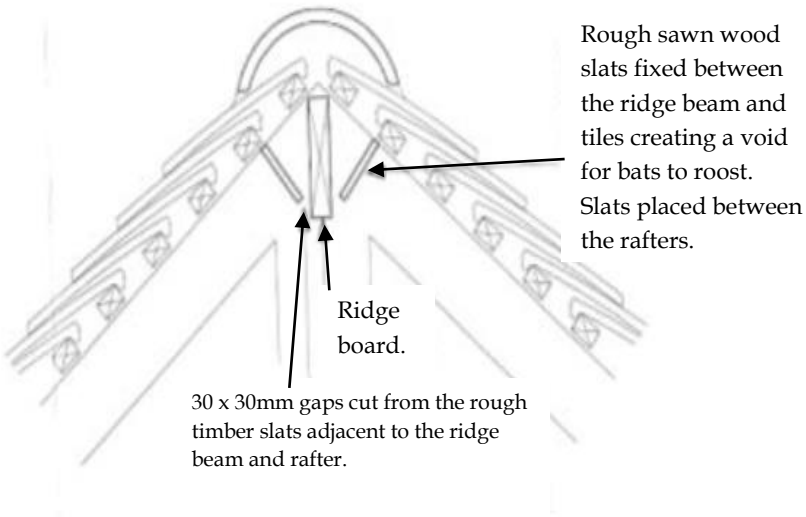 Rough sawn wood
slats fixed between
the ridge beam and
tiles creating a void
for bats to roost.
Slats placed between
the rafters.
Ridge
board.
30 x 30mm gaps cut from the rough
timber slats adjacent to the ridge
beam and rafter.